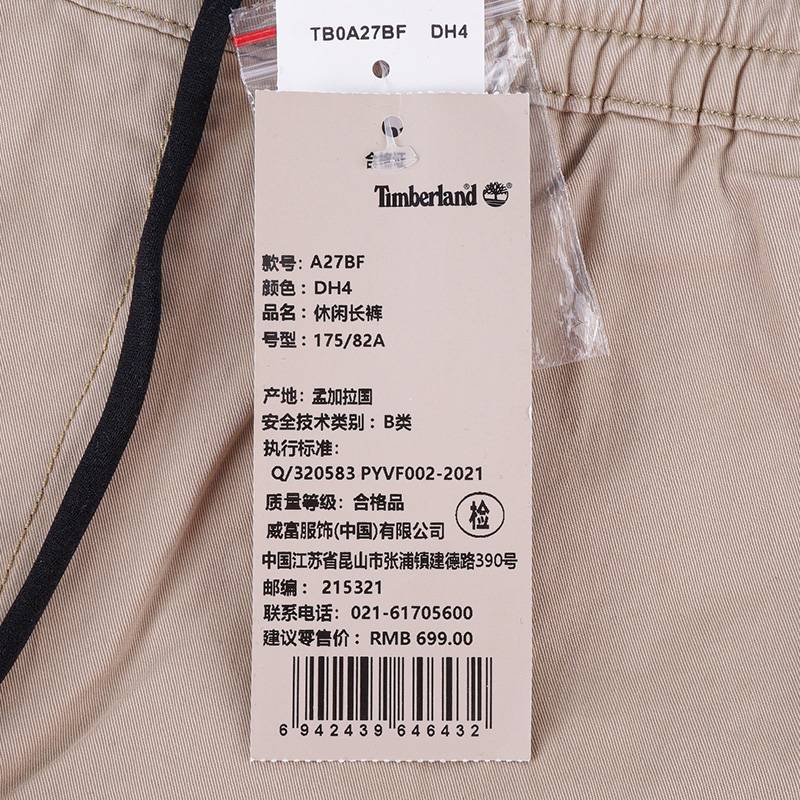 TB0A27BF DH4
Timberland
款号: A27BF
颜色: DH4
品名: 休闲长裤
号型: 175/82A
产地: 孟加拉国
安全技术类别: B类
执行标准:
Q/320583 PYVF002-2021
质量等级: 合格品
检
威富服饰(中国)有限公司
中国江苏省昆山市张浦镇建德路390号
邮编: 215321
联系电话: 021-61705600
建议零售价: RMB 699.00
6 942439 646432